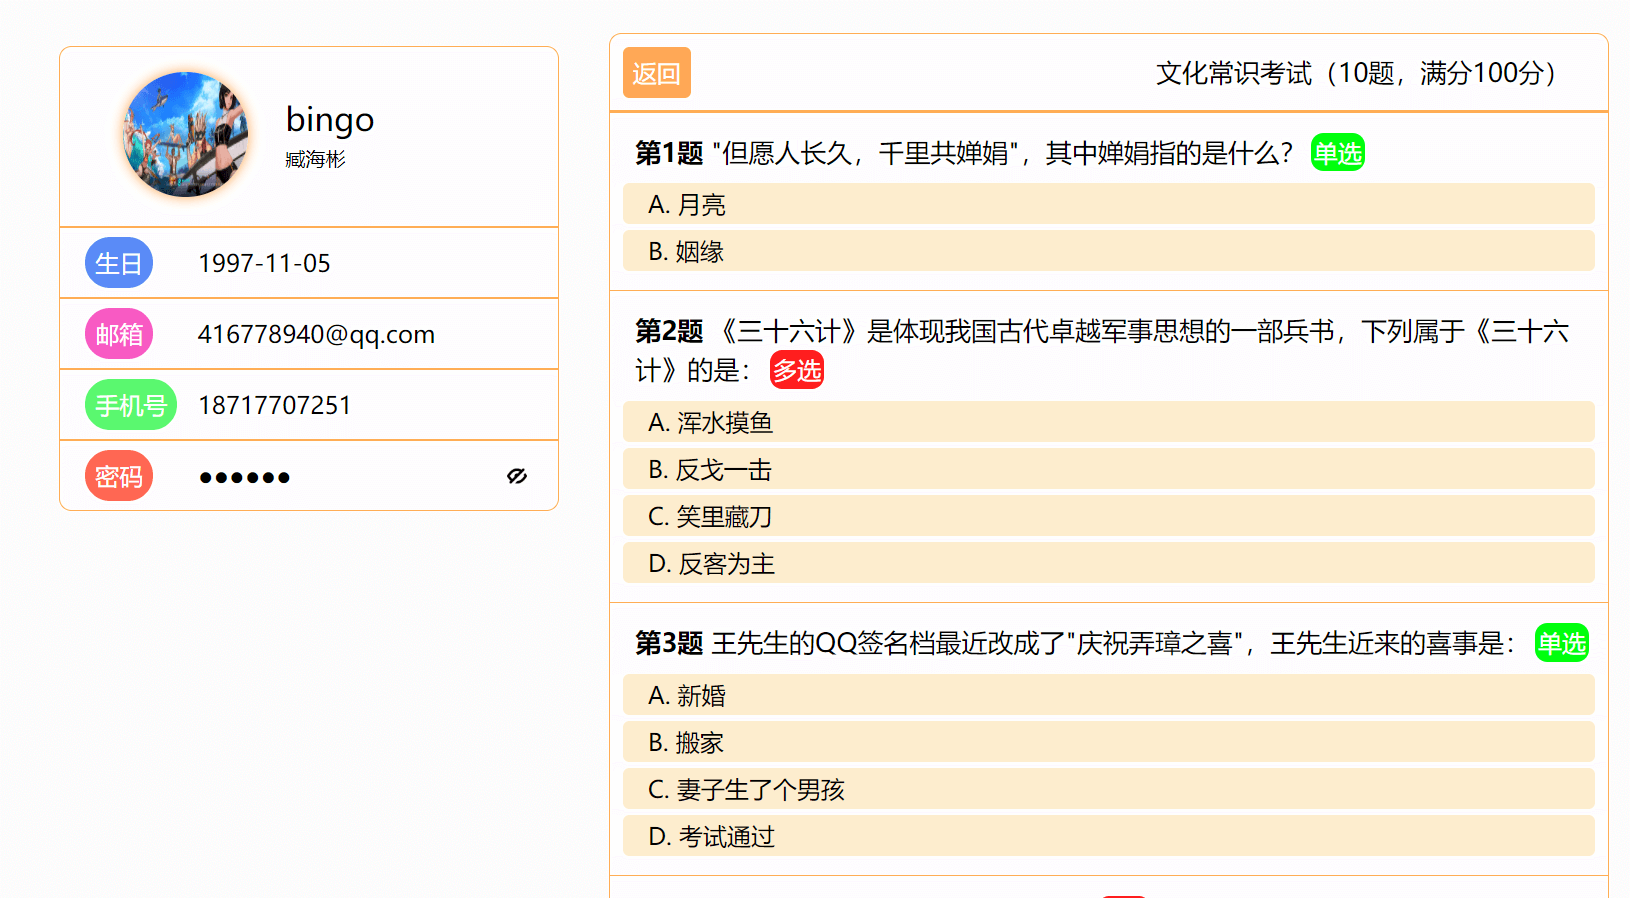 bingo
臧海彬
生日 1997-11-05
邮箱 416778940@qq.com
手机号 18717707251
密码 ●●●●●●
返回 文化常识考试（10题，满分100分）
第1题 "但愿人长久，千里共婵娟"，其中婵娟指的是什么？ 单选
A. 月亮
B. 姻缘
第2题 《三十六计》是体现我国古代卓越军事思想的一部兵书，下列属于《三十六
计》的是： 多选
A. 浑水摸鱼
B. 反戈一击
C. 笑里藏刀
D. 反客为主
第3题 王先生的QQ签名档最近改成了"庆祝弄璋之喜"，王先生近来的喜事是： 单选
A. 新婚
B. 搬家
C. 妻子生了个男孩
D. 考试通过